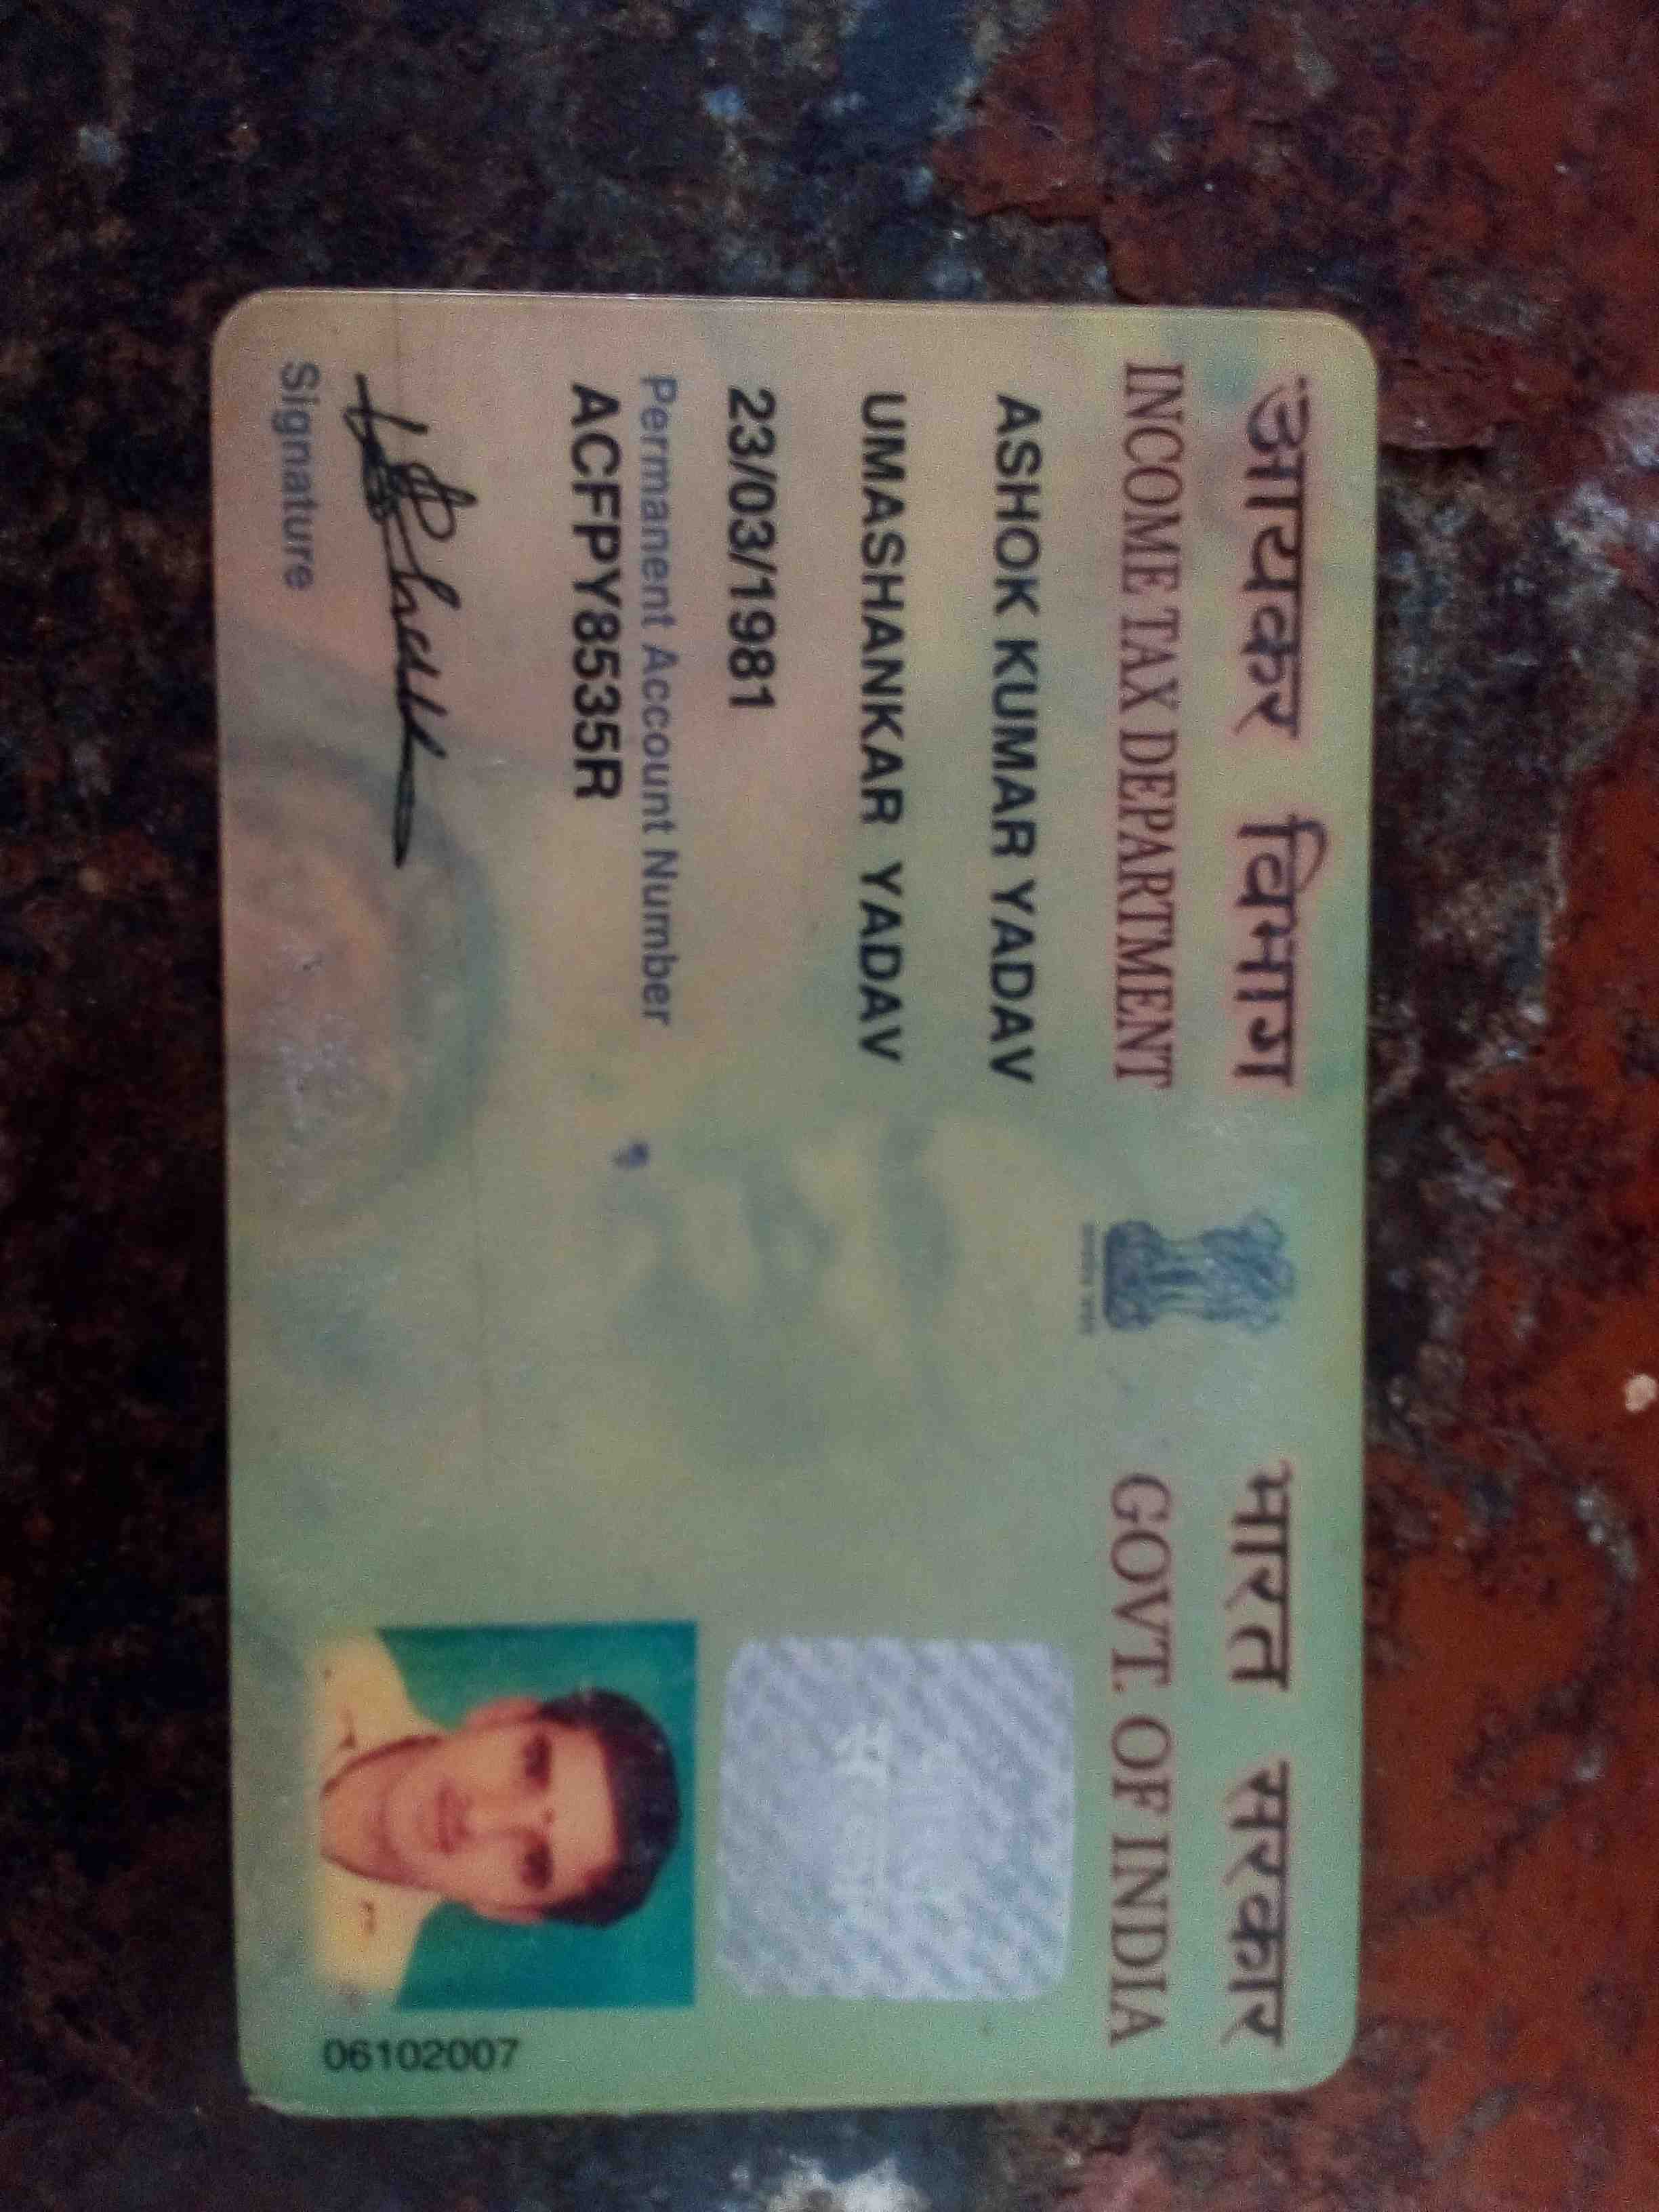 आयकर विभाग भारत सरकार
INCOME TAX DEPARTMENT GOVT. OF INDIA
ASHOK KUMAR YADAV
UMASHANKAR YADAV
23/03/1981
Permanent Account Number
ACFPY8535R
Signature
06102007